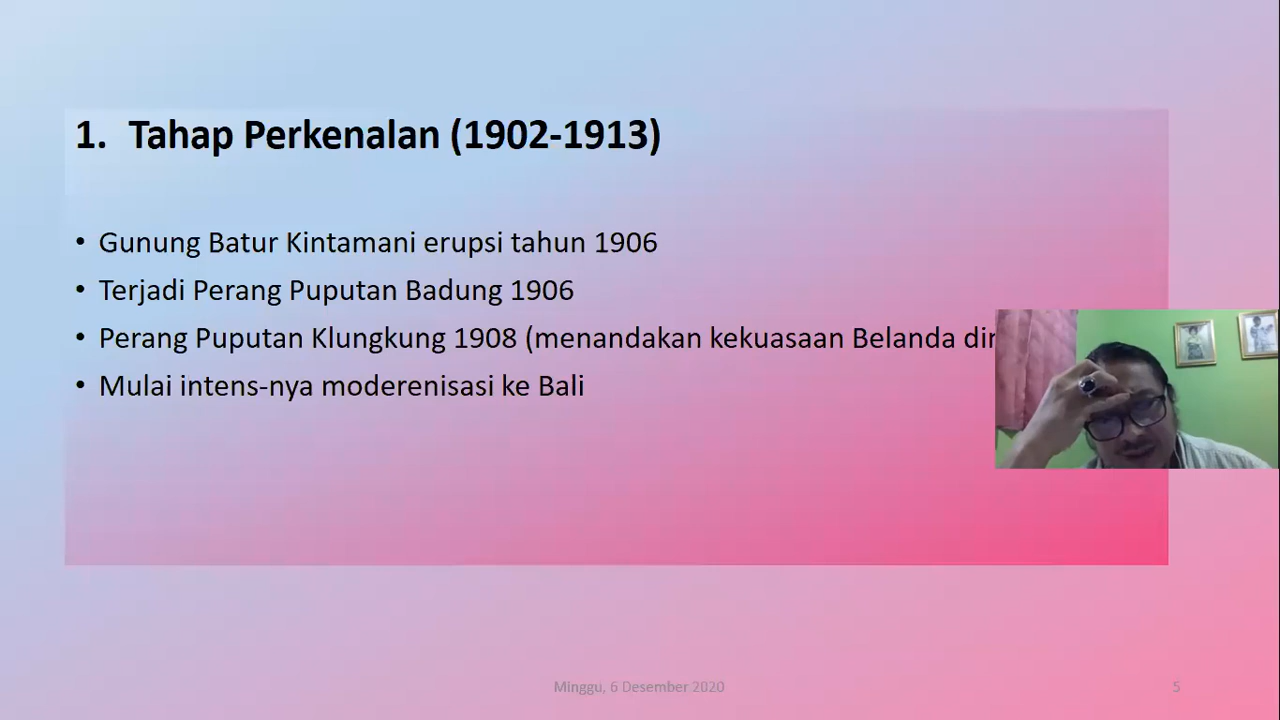 1. Tahap Perkenalan (1902-1913)
• Gunung Batur Kintamani erupsi tahun 1906
• Terjadi Perang Puputan Badung 1906
• Perang Puputan Klungkung 1908 (menandakan kekuasaan Belanda
• Mulai intens-nya moderenisasi ke Bali
Minggu, 6 Desember 2020
5